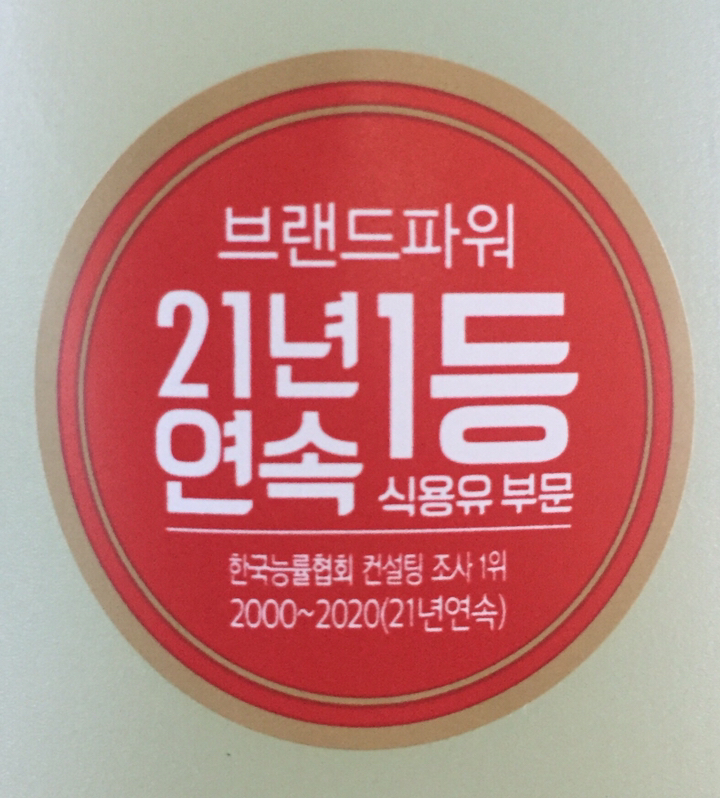 브랜드파워
21년
연속
1등
식용유 부문
한국능률협회 컨설팅 조사 1위
2000~2020(21년연속)